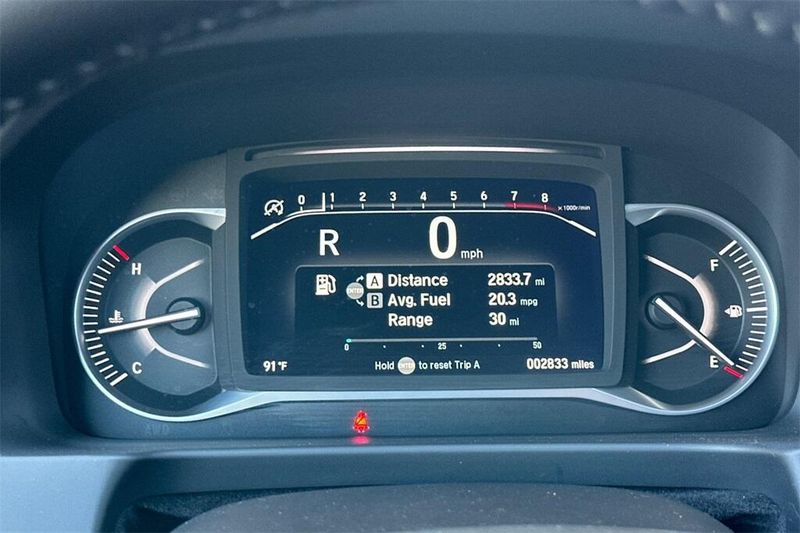 0 1 2 3 4 5 6 7 8 x1000r/min
R 0 mph
A Distance 2833.7 mi
ENTER B Avg. Fuel 20.3 mpg
Range 30 mi
0 25 50
91°F Hold ENTER to reset Trip A 002833 miles
H
C
F
E